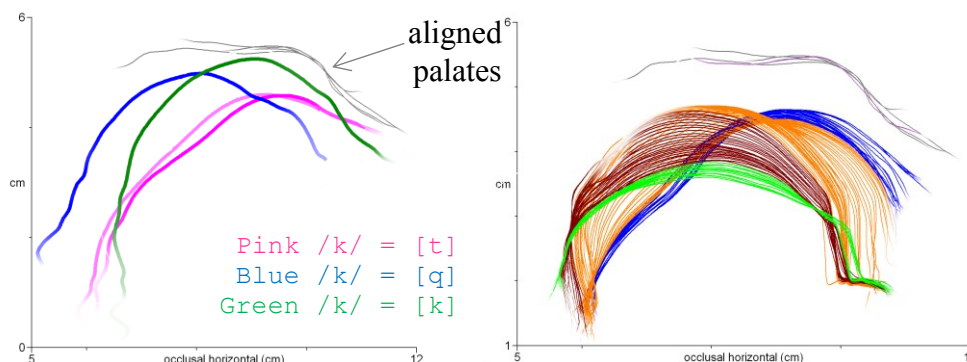 6
aligned
palates
cm
Pink /k/ = [t]
Blue /k/ = [q]
Green /k/ = [k]
0
5
occlusal horizontal (cm)
12
6
cm
1
5
occlusal horizontal (cm)